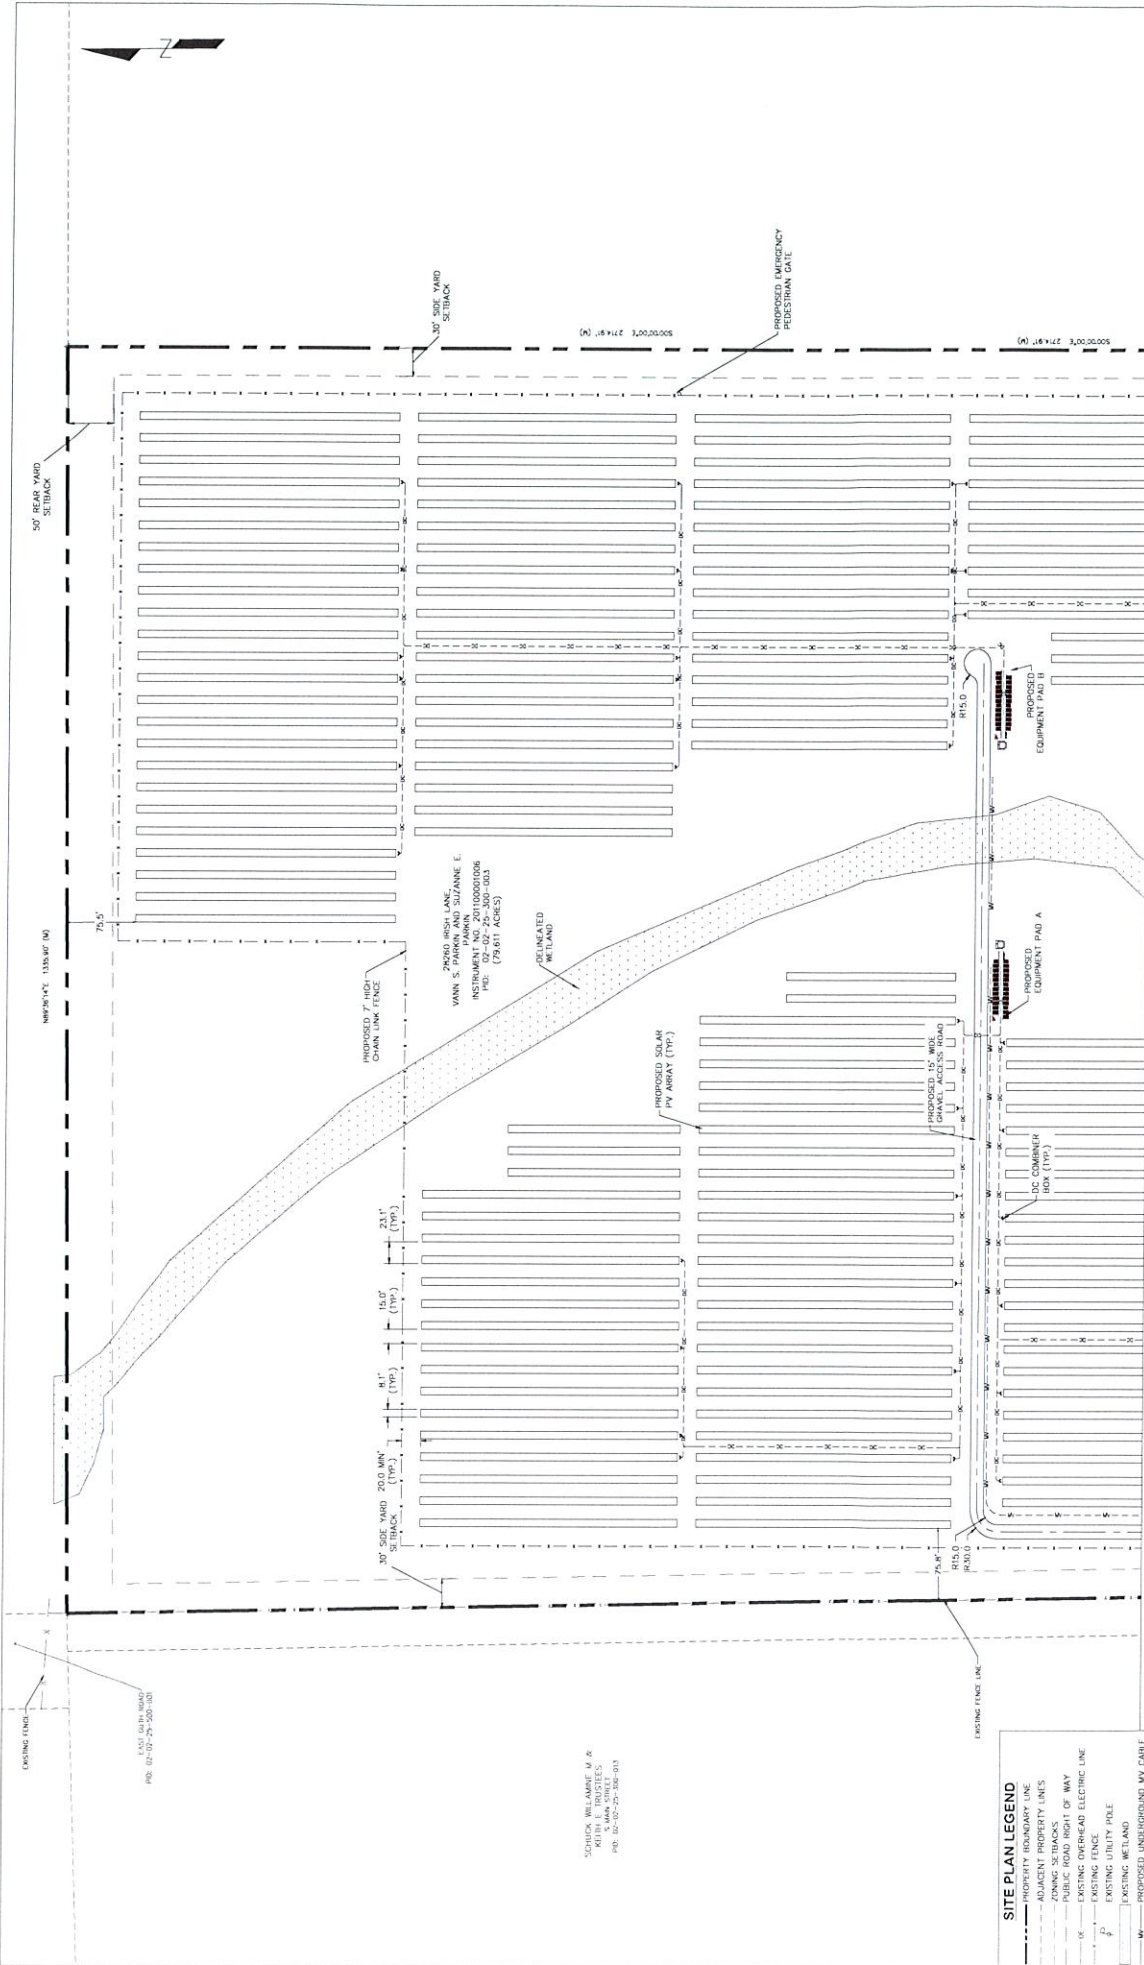 Z
50' REAR YARD
SETBACK
N89°36'14"E 1335.90' (M)
75.5'
30' SIDE YARD
SETBACK
S00°00'00"E 2714.91' (M)
PROPOSED EMERGENCY
PEDESTRIAN GATE
S00°00'00"E 2714.91' (M)
PROPOSED 7' HIGH
CHAIN LINK FENCE
28260 IRISH LANE,
VANN S. PARKIN AND SUZANNE E.
PARKIN
INSTRUMENT NO. 201100001006
PID: 02-02-25-300-003
(79.611 ACRES)
DELINEATED
WETLAND
R15.0
PROPOSED
EQUIPMENT PAD B
PROPOSED
EQUIPMENT PAD A
PROPOSED SOLAR
PV ARRAY (TYP.)
PROPOSED 15' WIDE
GRAVEL ACCESS ROAD
DC COMBINER
BOX (TYP.)
23.1'
(TYP.)
15.0'
(TYP.)
8.1'
(TYP.)
20.0 MIN'
(TYP.)
30' SIDE YARD
SETBACK
75.8'
R15.0
R30.0
EXISTING FENCE LINE
EXISTING FENCE
PID: 02-02-25-500-001
SCHUCK WILLAMINE M &
KEITH E TRUSTEES
S MAIN STREET
PID: 02-02-25-300-013
SITE PLAN LEGEND
PROPERTY BOUNDARY LINE
ADJACENT PROPERTY LINES
ZONING SETBACKS
PUBLIC ROAD RIGHT OF WAY
OE EXISTING OVERHEAD ELECTRIC LINE
EXISTING FENCE
EXISTING UTILITY POLE
EXISTING WETLAND
PROPOSED UNDERGROUND MV CABLE